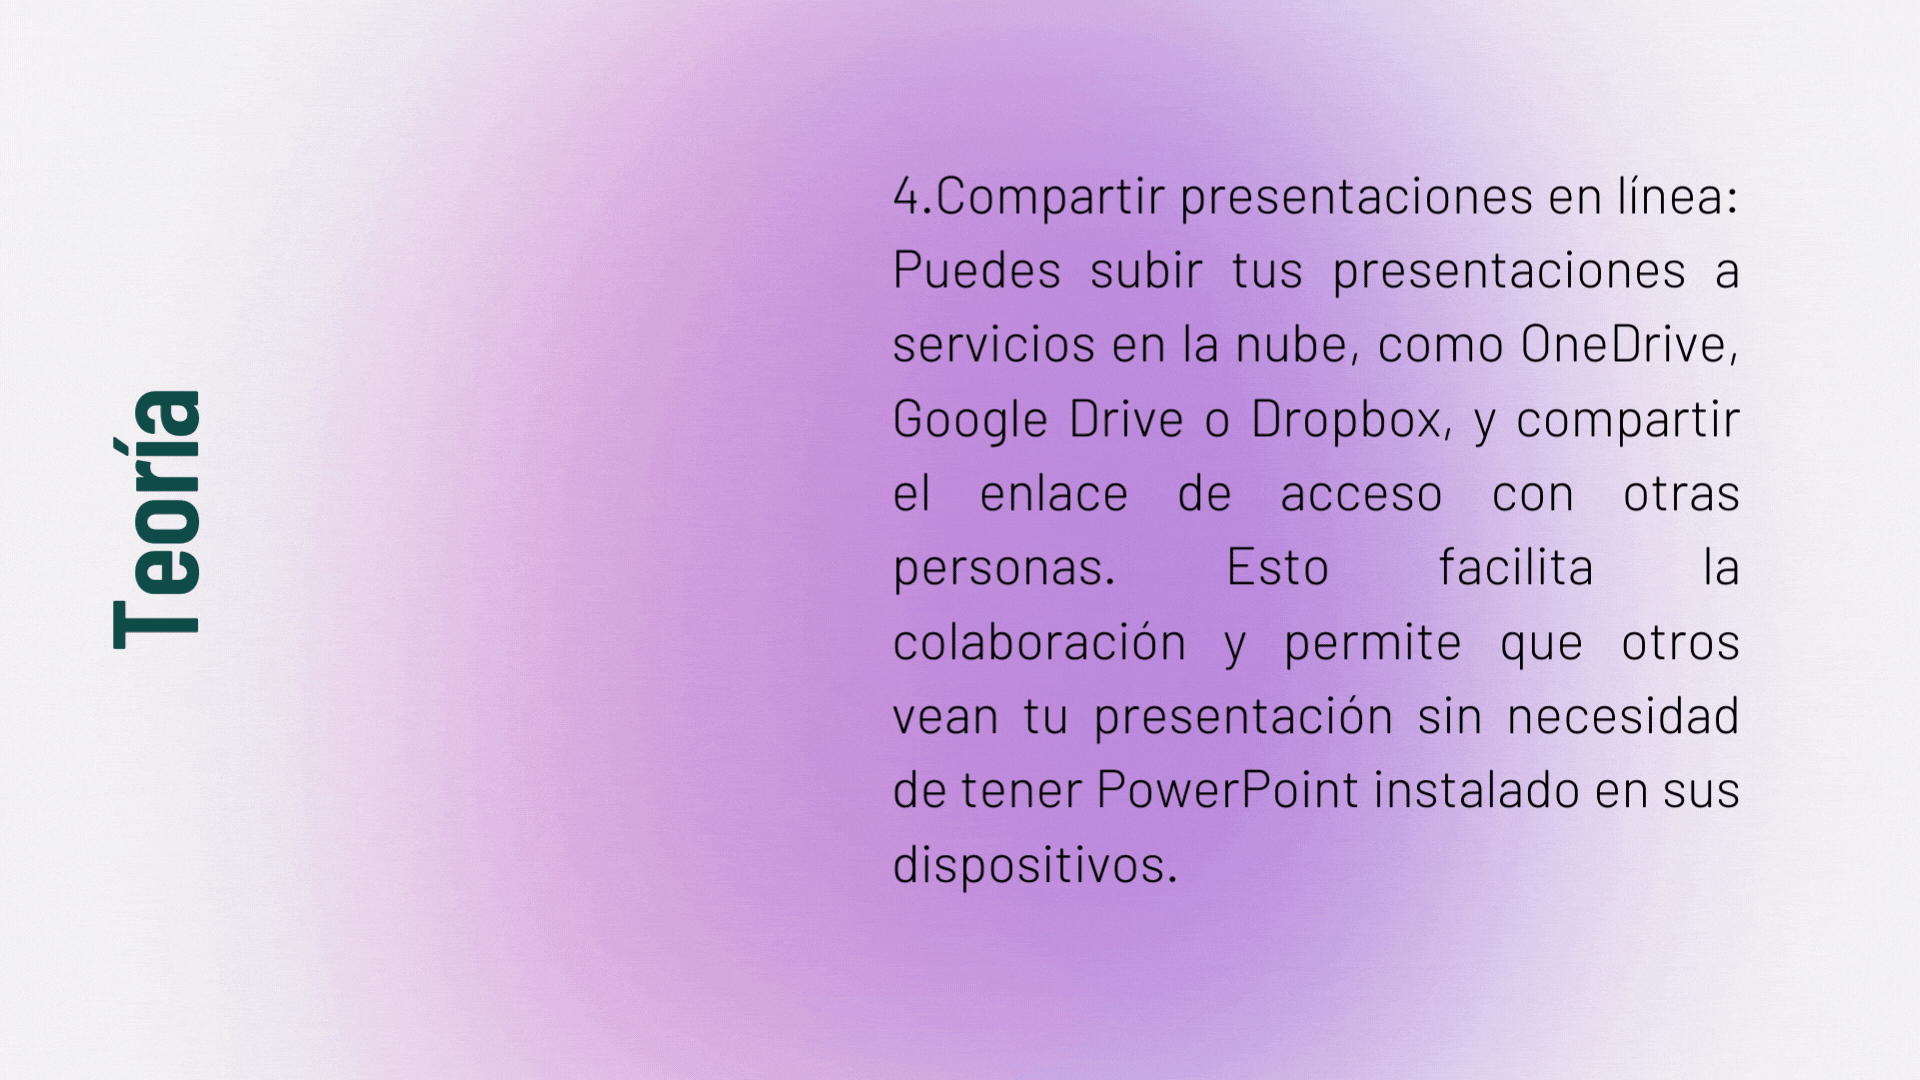 Teoría
4.Compartir presentaciones en línea:
Puedes subir tus presentaciones a
servicios en la nube, como OneDrive,
Google Drive o Dropbox, y compartir
el enlace de acceso con otras
personas. Esto facilita la
colaboración y permite que otros
vean tu presentación sin necesidad
de tener PowerPoint instalado en sus
dispositivos.